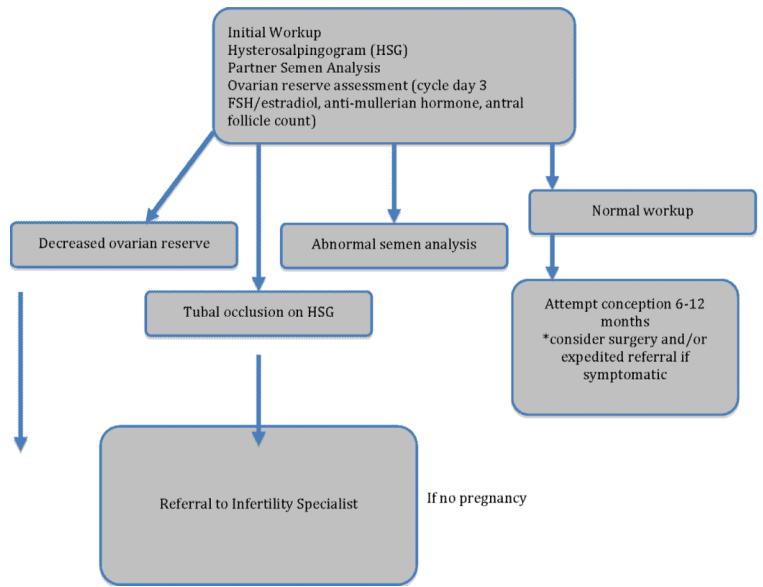 Initial Workup
Hysterosalpingogram (HSG)
Partner Semen Analysis
Ovarian reserve assessment (cycle day 3
FSH/estradiol, anti-mullerian hormone, antral
follicle count)
Normal workup
Decreased ovarian reserve
Abnormal semen analysis
Tubal occlusion on HSG
Attempt conception 6-12
months
*consider surgery and/or
expedited referral if
symptomatic
Referral to Infertility Specialist
If no pregnancy